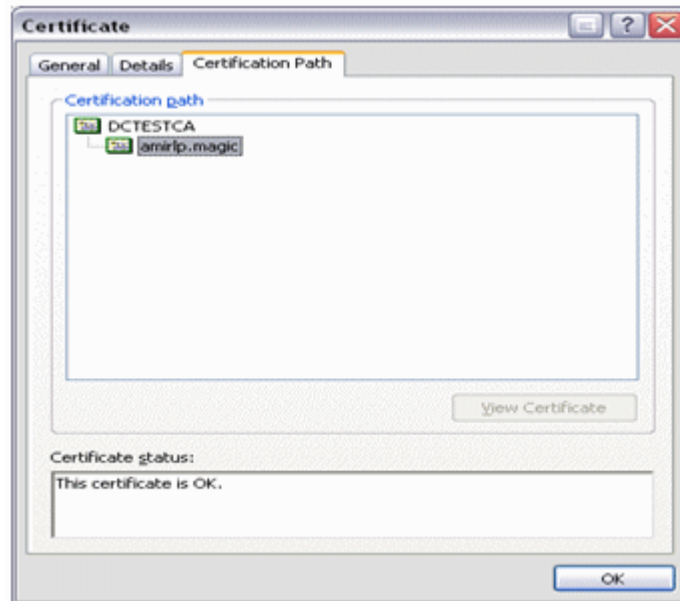 Certificate
General Details Certification Path
Certification path
DCTESTCA
amirlp.magic
View Certificate
Certificate status:
This certificate is OK.
OK